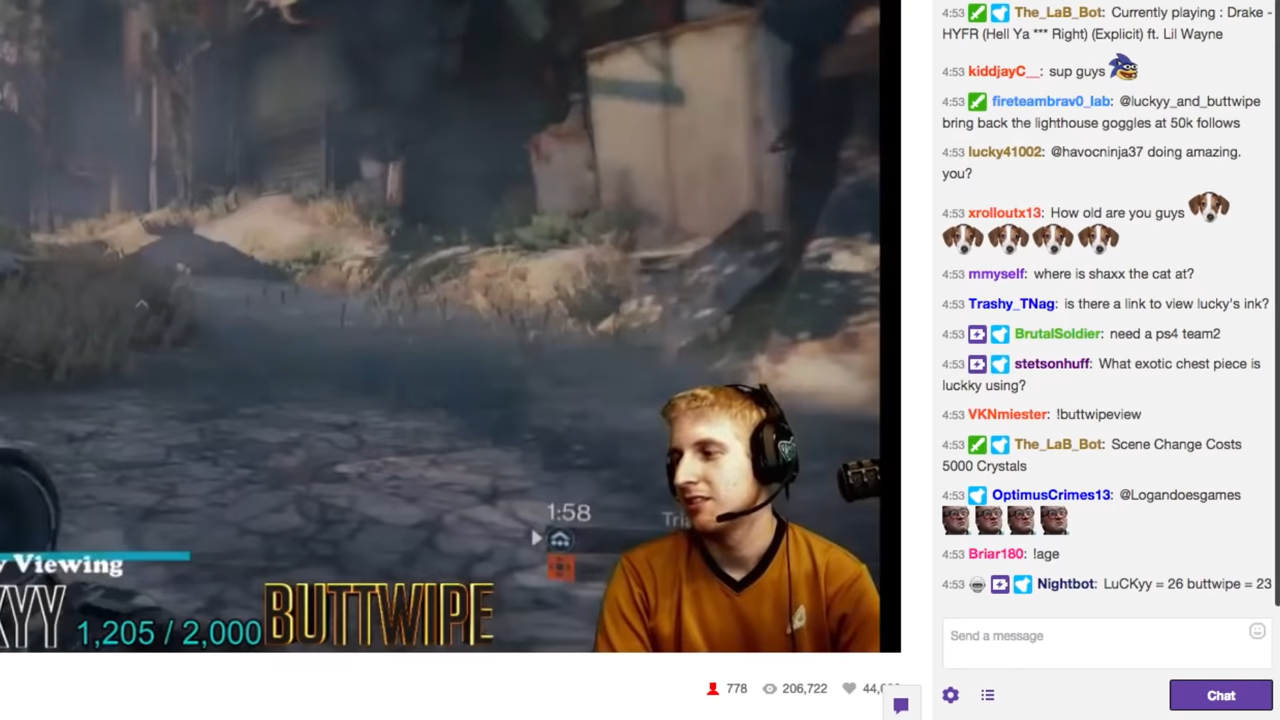 4:53 The_LaB_Bot: Currently playing : Drake -
HYFR (Hell Ya *** Right) (Explicit) ft. Lil Wayne
4:53 kiddjayC__: sup guys
4:53 fireteambrav0_lab: @luckyy_and_buttwipe
bring back the lighthouse goggles at 50k follows
4:53 lucky41002: @havocninja37 doing amazing.
you?
4:53 xrolloutx13: How old are you guys
4:53 mmyself: where is shaxx the cat at?
4:53 Trashy_TNag: is there a link to view lucky's ink?
4:53 BrutalSoldier: need a ps4 team2
4:53 stetsonhuff: What exotic chest piece is
luckky using?
4:53 VKNmiester: !buttwipeview
4:53 The_LaB_Bot: Scene Change Costs
5000 Crystals
4:53 OptimusCrimes13: @Logandoesgames
4:53 Briar180: !age
4:53 Nightbot: LuCKyy = 26 buttwipe = 23
Send a message
Chat
1:58
Viewing
1,205 / 2,000 BUTTWIPE
778 206,722